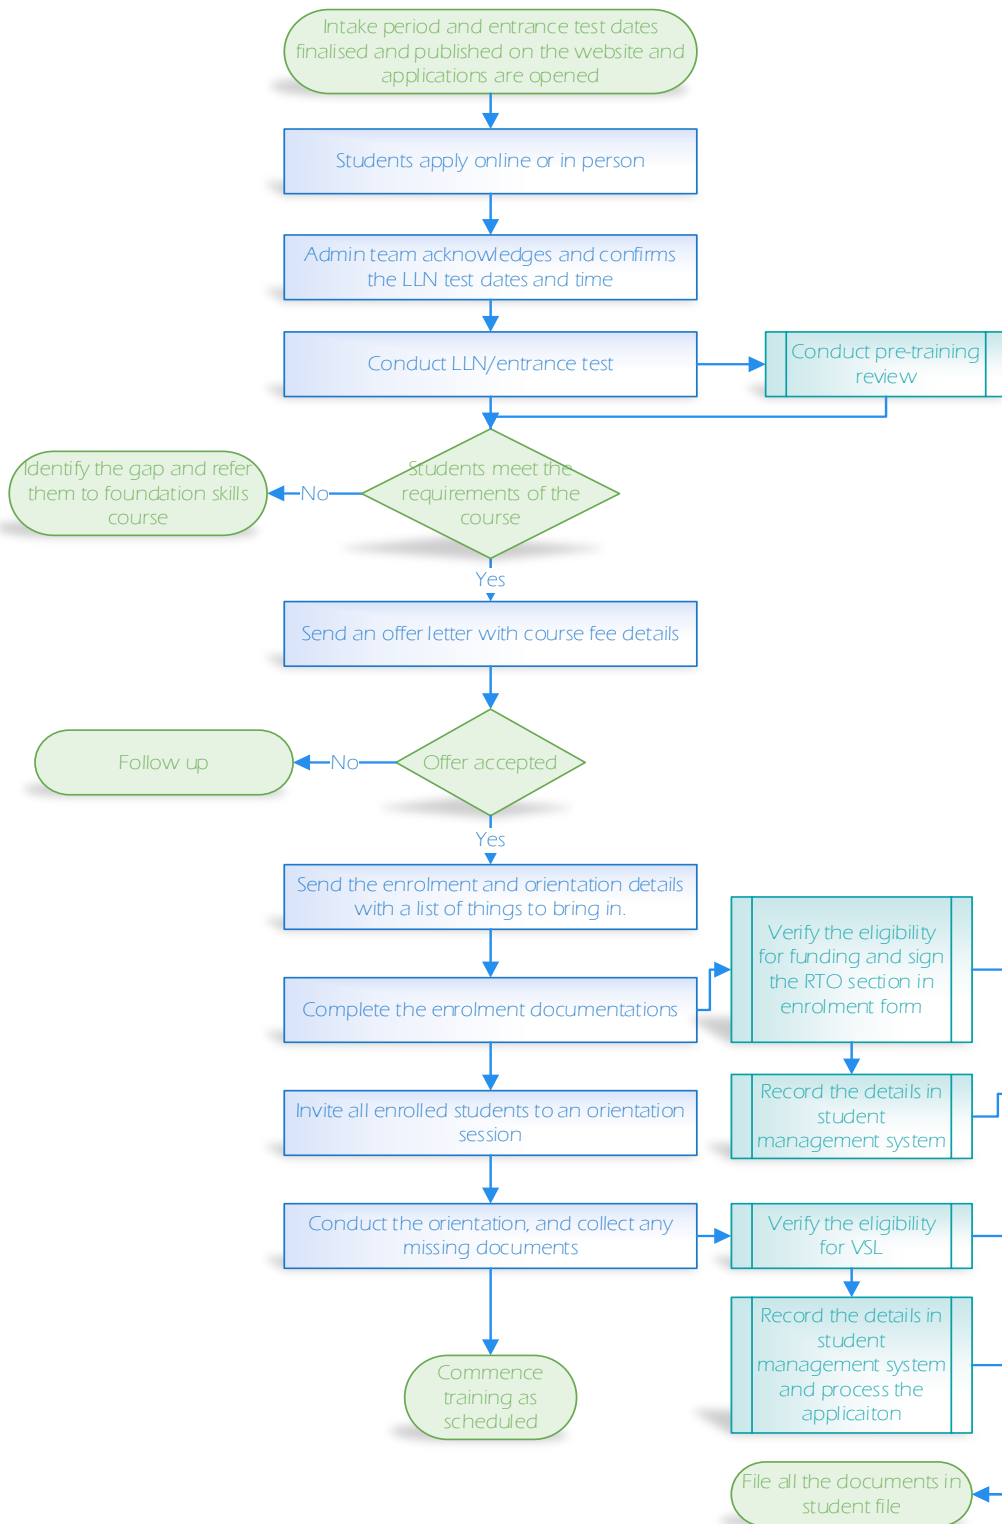 Intake period and entrance test dates
finalised and published on the website and
applications are opened
Students apply online or in person
Admin team acknowledges and confirms
the LLN test dates and time
Conduct LLN/entrance test
Conduct pre-training
review
Students meet the
requirements of the
course
No
Identify the gap and refer
them to foundation skills
course
Yes
Send an offer letter with course fee details
Offer accepted
No
Follow up
Yes
Send the enrolment and orientation details
with a list of things to bring in.
Complete the enrolment documentations
Verify the eligibility
for funding and sign
the RTO section in
enrolment form
Record the details in
student
management system
Invite all enrolled students to an orientation
session
Conduct the orientation, and collect any
missing documents
Verify the eligibility
for VSL
Record the details in
student
management system
and process the
applicaiton
Commence
training as
scheduled
File all the documents in
student file